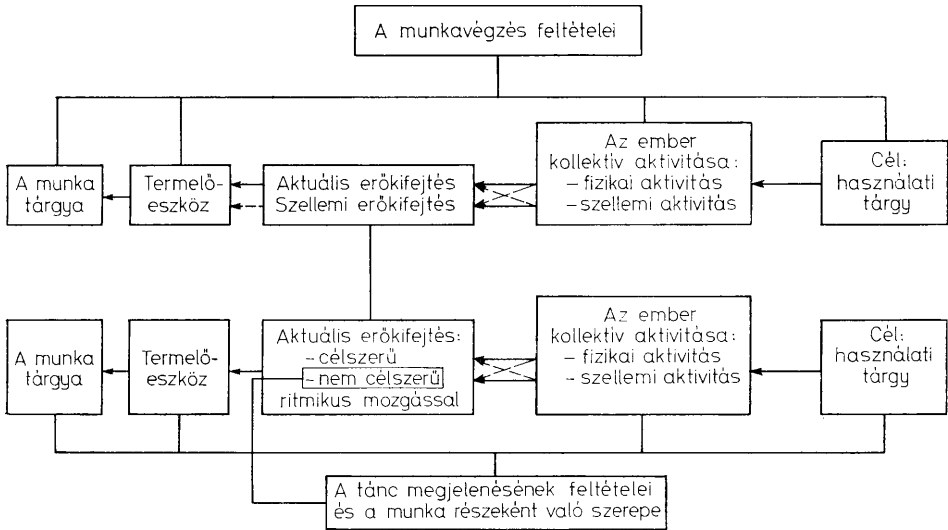 A munkavégzés feltételei
A munka
tárgya
Termelő-
eszköz
Aktuális erőkifejtés
Szellemi erőkifejtés
Az ember
kollektív aktivitása:
– fizikai aktivitás
– szellemi aktivitás
Cél:
használati
tárgy
A munka
tárgya
Termelő-
eszköz
Aktuális erőkifejtés:
– célszerű
– nem célszerű
ritmikus mozgással
Az ember
kollektív aktivitása:
– fizikai aktivitás
– szellemi aktivitás
Cél:
használati
tárgy
A tánc megjelenésének feltételei
és a munka részeként való szerepe